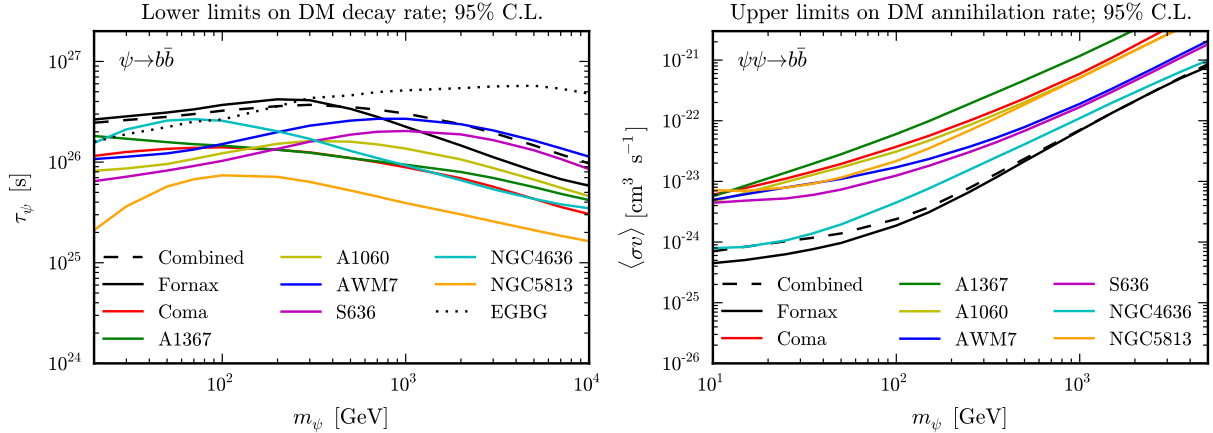 Lower limits on DM decay rate; 95% C.L.
ψ→bb̄
τ_ψ [s]
10^27
10^26
10^25
10^24
Combined
Fornax
Coma
A1367
A1060
AWM7
S636
NGC4636
NGC5813
EGBG
10^2
10^3
10^4
m_ψ [GeV]
Upper limits on DM annihilation rate; 95% C.L.
ψψ→bb̄
⟨σv⟩ [cm^3 s^−1]
10^-21
10^-22
10^-23
10^-24
10^-25
10^-26
Combined
Fornax
Coma
A1367
A1060
AWM7
S636
NGC4636
NGC5813
10^1
10^2
10^3
m_ψ [GeV]